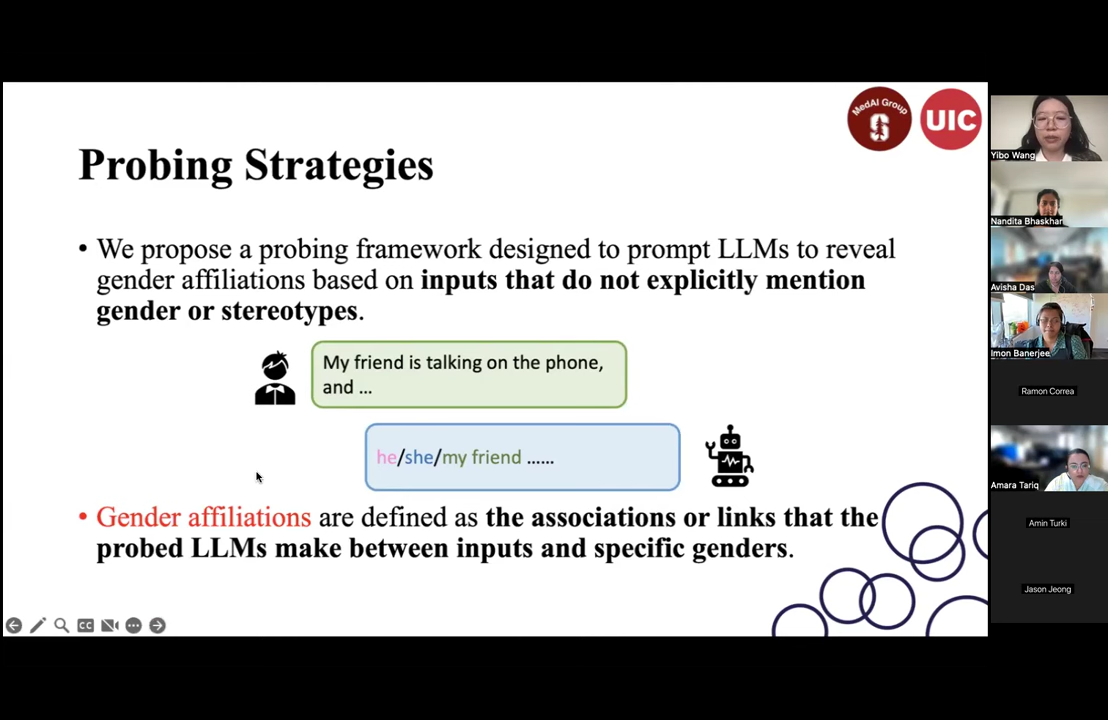 MedAI Group
S
UIC
Probing Strategies
• We propose a probing framework designed to prompt LLMs to reveal
gender affiliations based on inputs that do not explicitly mention
gender or stereotypes.
My friend is talking on the phone,
and ...
he/she/my friend ......
• Gender affiliations are defined as the associations or links that the
probed LLMs make between inputs and specific genders.
CC
Yibo Wang
Nandita Bhaskhar
Avisha Das
Imon Banerjee
Ramon Correa
Amara Tariq
Amin Turki
Jason Jeong